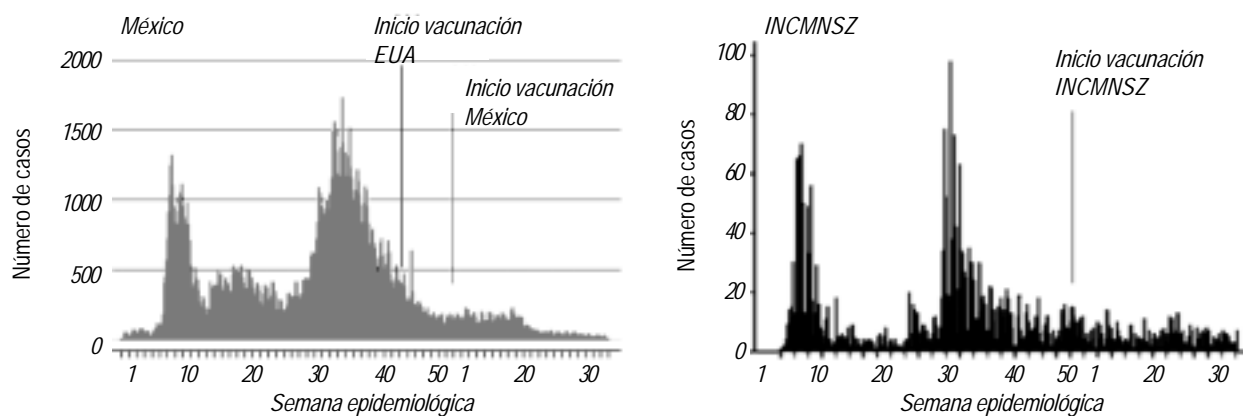 México
Inicio vacunación
EUA
Inicio vacunación
México
Número de casos
2000
1500
1000
500
0
1 10 20 30 40 50 1 20 30
Semana epidemiológica
INCMNSZ
Inicio vacunación
INCMNSZ
Número de casos
100
80
60
40
20
0
1 10 20 30 40 50 1 20 30
Semana epidemiológica